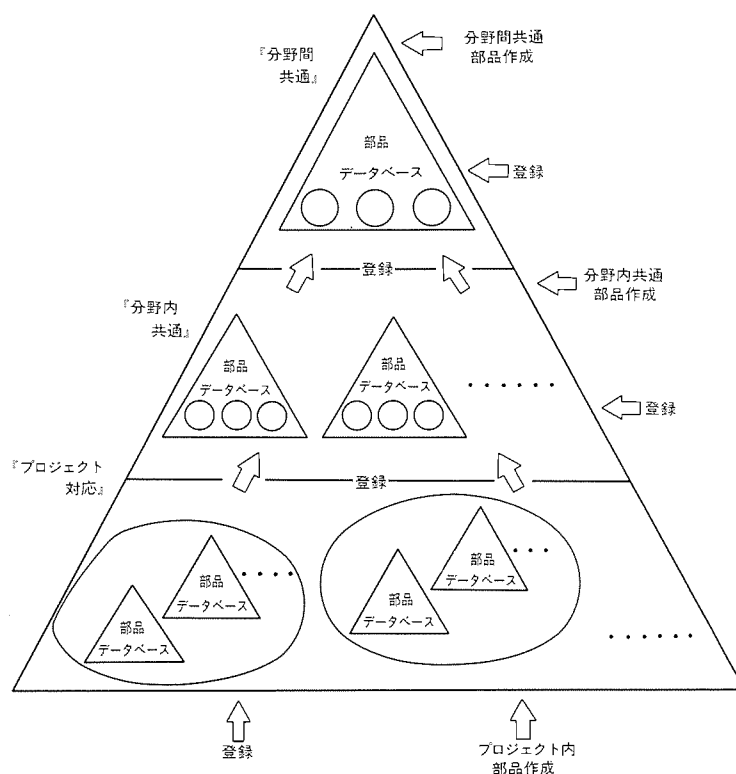 分野間共通
部品作成
『分野間
共通』
部品
データベース
登録
登録
分野内共通
部品作成
『分野内
共通』
部品
データベース
部品
データベース
‥‥‥
登録
『プロジェクト
対応』
登録
部品
データベース
‥‥
部品
データベース
部品
データベース
‥‥
部品
データベース
‥‥‥
登録
プロジェクト内
部品作成